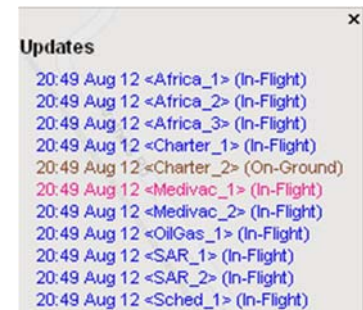 Updates
20:49 Aug 12 <Africa_1> (In-Flight)
20:49 Aug 12 <Africa_2> (In-Flight)
20:49 Aug 12 <Africa_3> (In-Flight)
20:49 Aug 12 <Charter_1> (In-Flight)
20:49 Aug 12 <Charter_2> (On-Ground)
20:49 Aug 12 <Medivac_1> (In-Flight)
20:49 Aug 12 <Medivac_2> (In-Flight)
20:49 Aug 12 <OilGas_1> (In-Flight)
20:49 Aug 12 <SAR_1> (In-Flight)
20:49 Aug 12 <SAR_2> (In-Flight)
20:49 Aug 12 <Sched_1> (In-Flight)